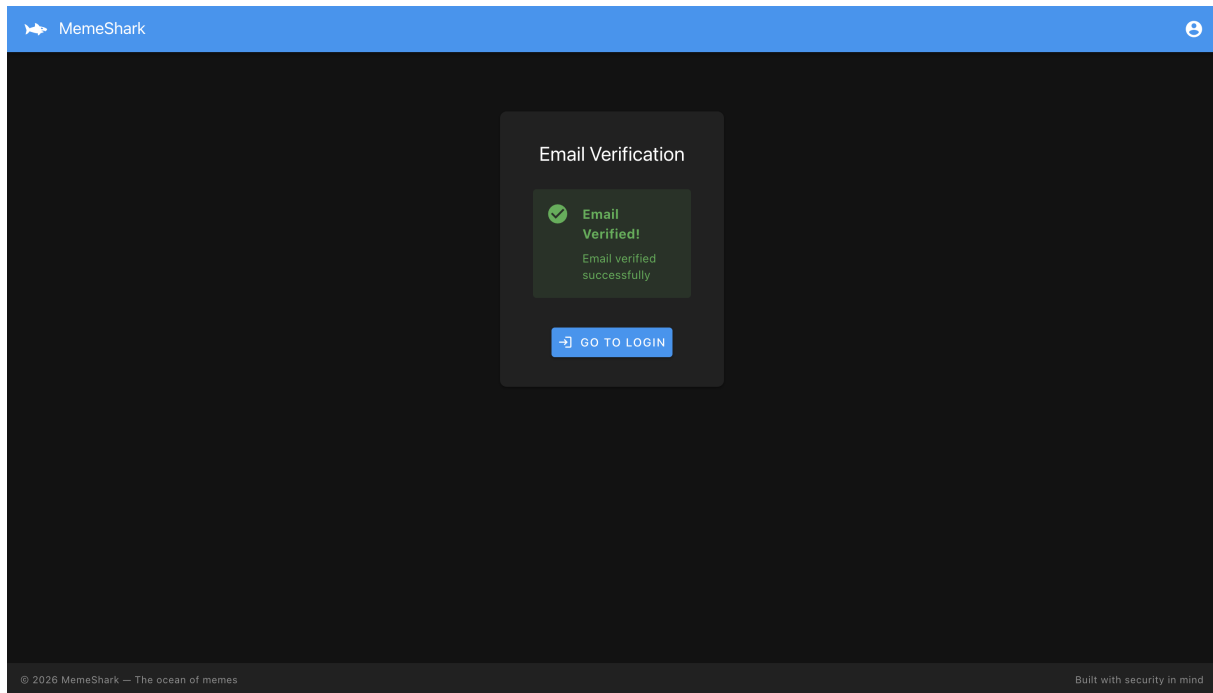 MemeShark
Email Verification
Email
Verified!
Email verified
successfully
GO TO LOGIN
© 2026 MemeShark — The ocean of memes
Built with security in mind